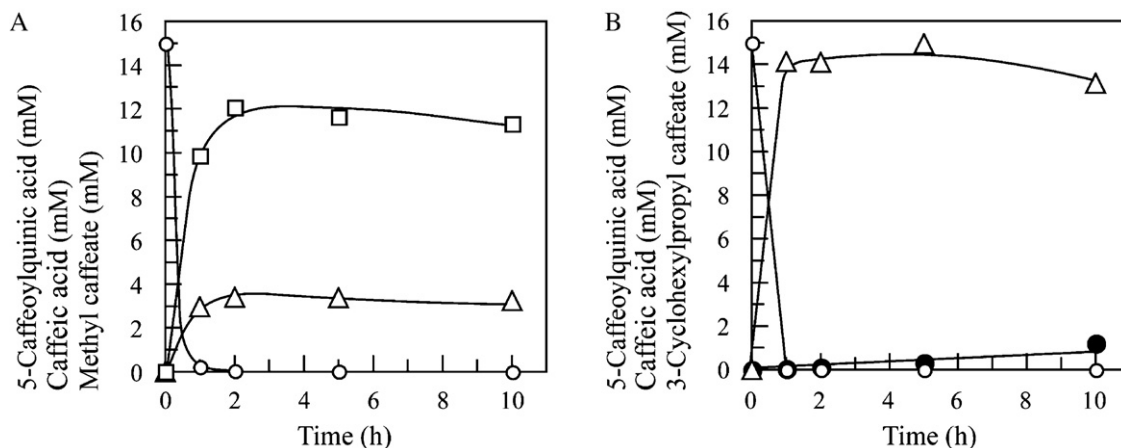 A
5-Caffeoylquinic acid (mM)
Caffeic acid (mM)
Methyl caffeate (mM)
16
14
12
10
8
6
4
2
0
0 2 4 6 8 10
Time (h)
B
5-Caffeoylquinic acid (mM)
Caffeic acid (mM)
3-Cyclohexylpropyl caffeate (mM)
16
14
12
10
8
6
4
2
0
0 2 4 6 8 10
Time (h)